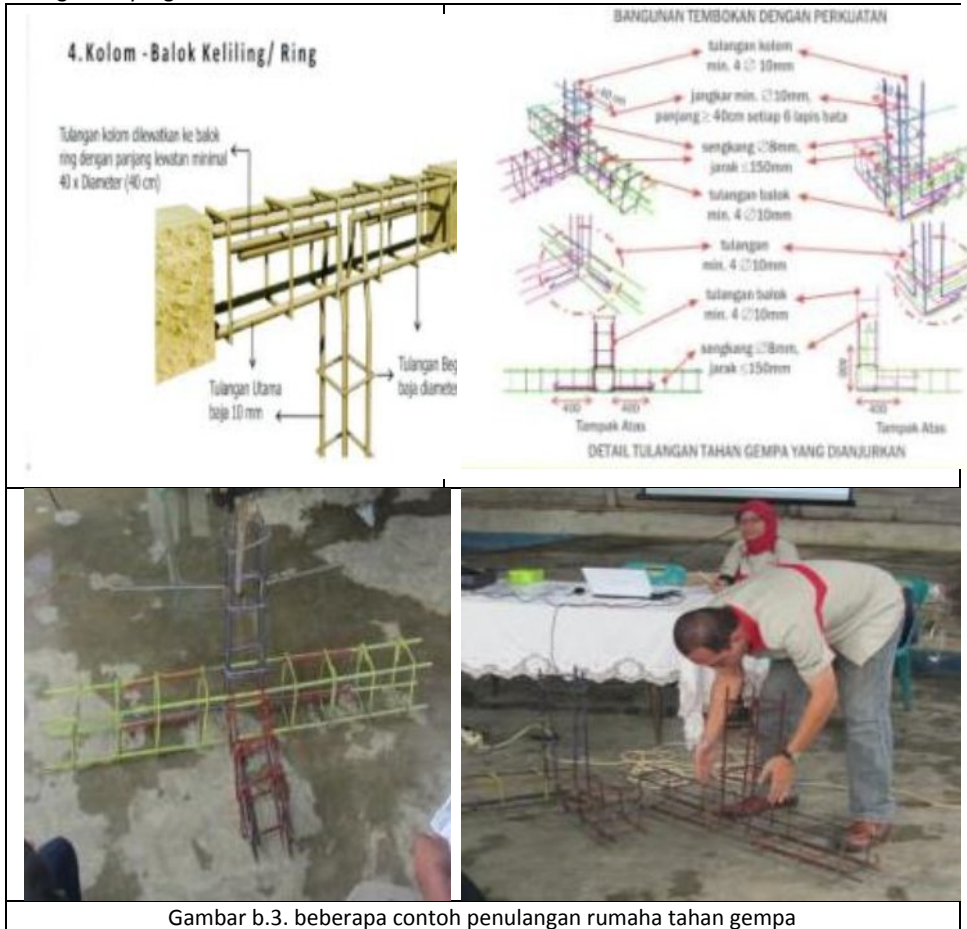 4.Kolom -Balok Keliling/ Ring
Tulangan kolom dilewatkan ke balok
ring dengan panjang lewatan minimal
40 x Diameter (40 cm)
Tulangan Utama
baja 10 mm
Tulangan Beg
baja diamete
BANGUNAN TEMBOKAN DENGAN PERKUATAN
tulangan kolom
min. 4 ∅ 10mm
jangkar min. ∅10mm,
panjang ≥ 40cm setiap 6 lapis bata
sengkang ∅8mm,
jarak ≤150mm
tulangan balok
min. 4 ∅10mm
tulangan
min. 4 ∅10mm
tulangan balok
min. 4 ∅10mm
sengkang ∅8mm,
jarak ≤150mm
400
400
Tampak Atas
400
400
Tampak Atas
DETAIL TULANGAN TAHAN GEMPA YANG DIANJURKAN
Gambar b.3. beberapa contoh penulangan rumaha tahan gempa